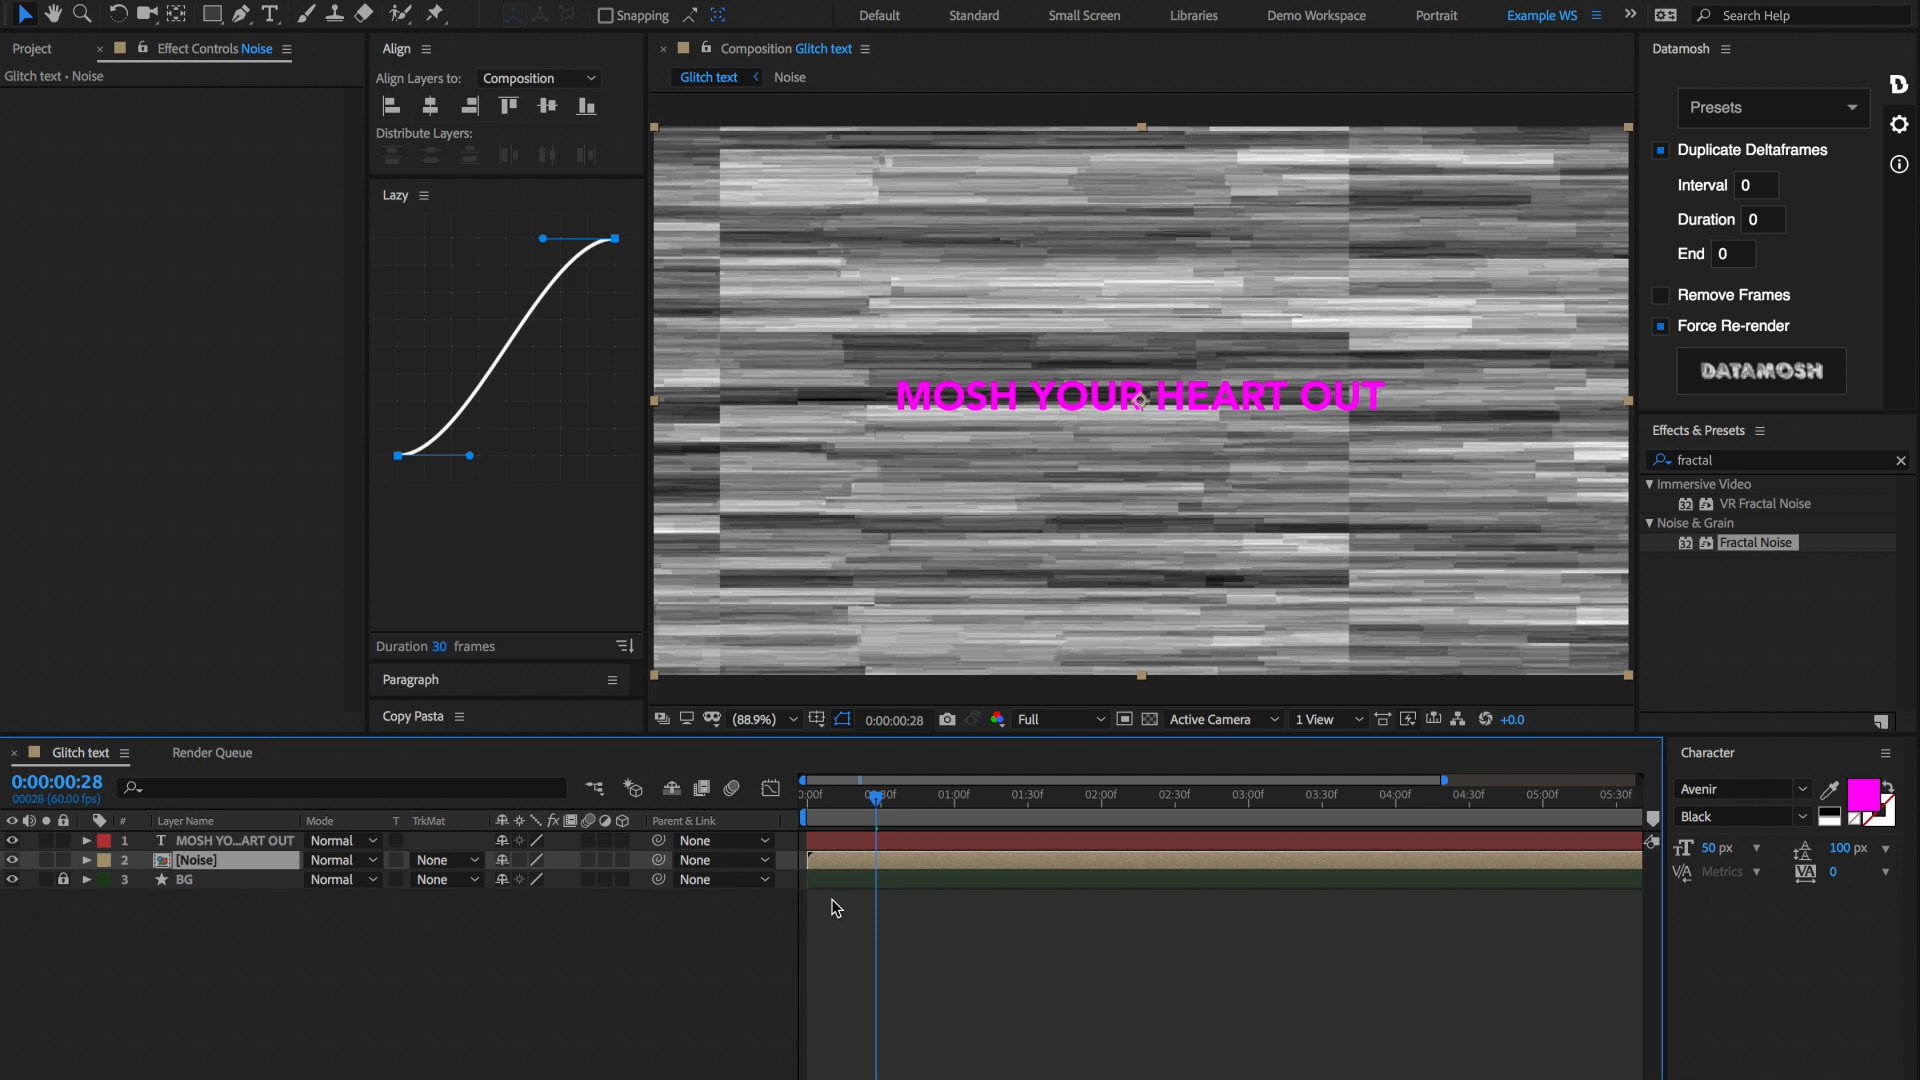 Snapping
Default
Standard
Small Screen
Libraries
Demo Workspace
Portrait
Example WS
Search Help
Project
Effect Controls Noise
Glitch text • Noise
Align
Align Layers to:
Composition
Distribute Layers:
Lazy
Duration 30 frames
Paragraph
Copy Pasta
Composition Glitch text
Glitch text
Noise
MOSH YOUR HEART OUT
(88.9%)
0:00:00:28
Full
Active Camera
1 View
+0.0
Datamosh
Presets
Duplicate Deltaframes
Interval 0
Duration 0
End 0
Remove Frames
Force Re-render
DATAMOSH
Effects & Presets
fractal
Immersive Video
32 VR Fractal Noise
Noise & Grain
32 Fractal Noise
Glitch text
Render Queue
0:00:00:28
00028 (60.00 fps)
# Layer Name Mode T TrkMat fx Parent & Link
1 T MOSH YO...ART OUT Normal None
2 [Noise] Normal None None
3 BG Normal None None
01:00f 01:30f 02:00f 02:30f 03:00f 03:30f 04:00f 04:30f 05:00f 05:30f
Character
Avenir
Black
50 px
100 px
Metrics
0